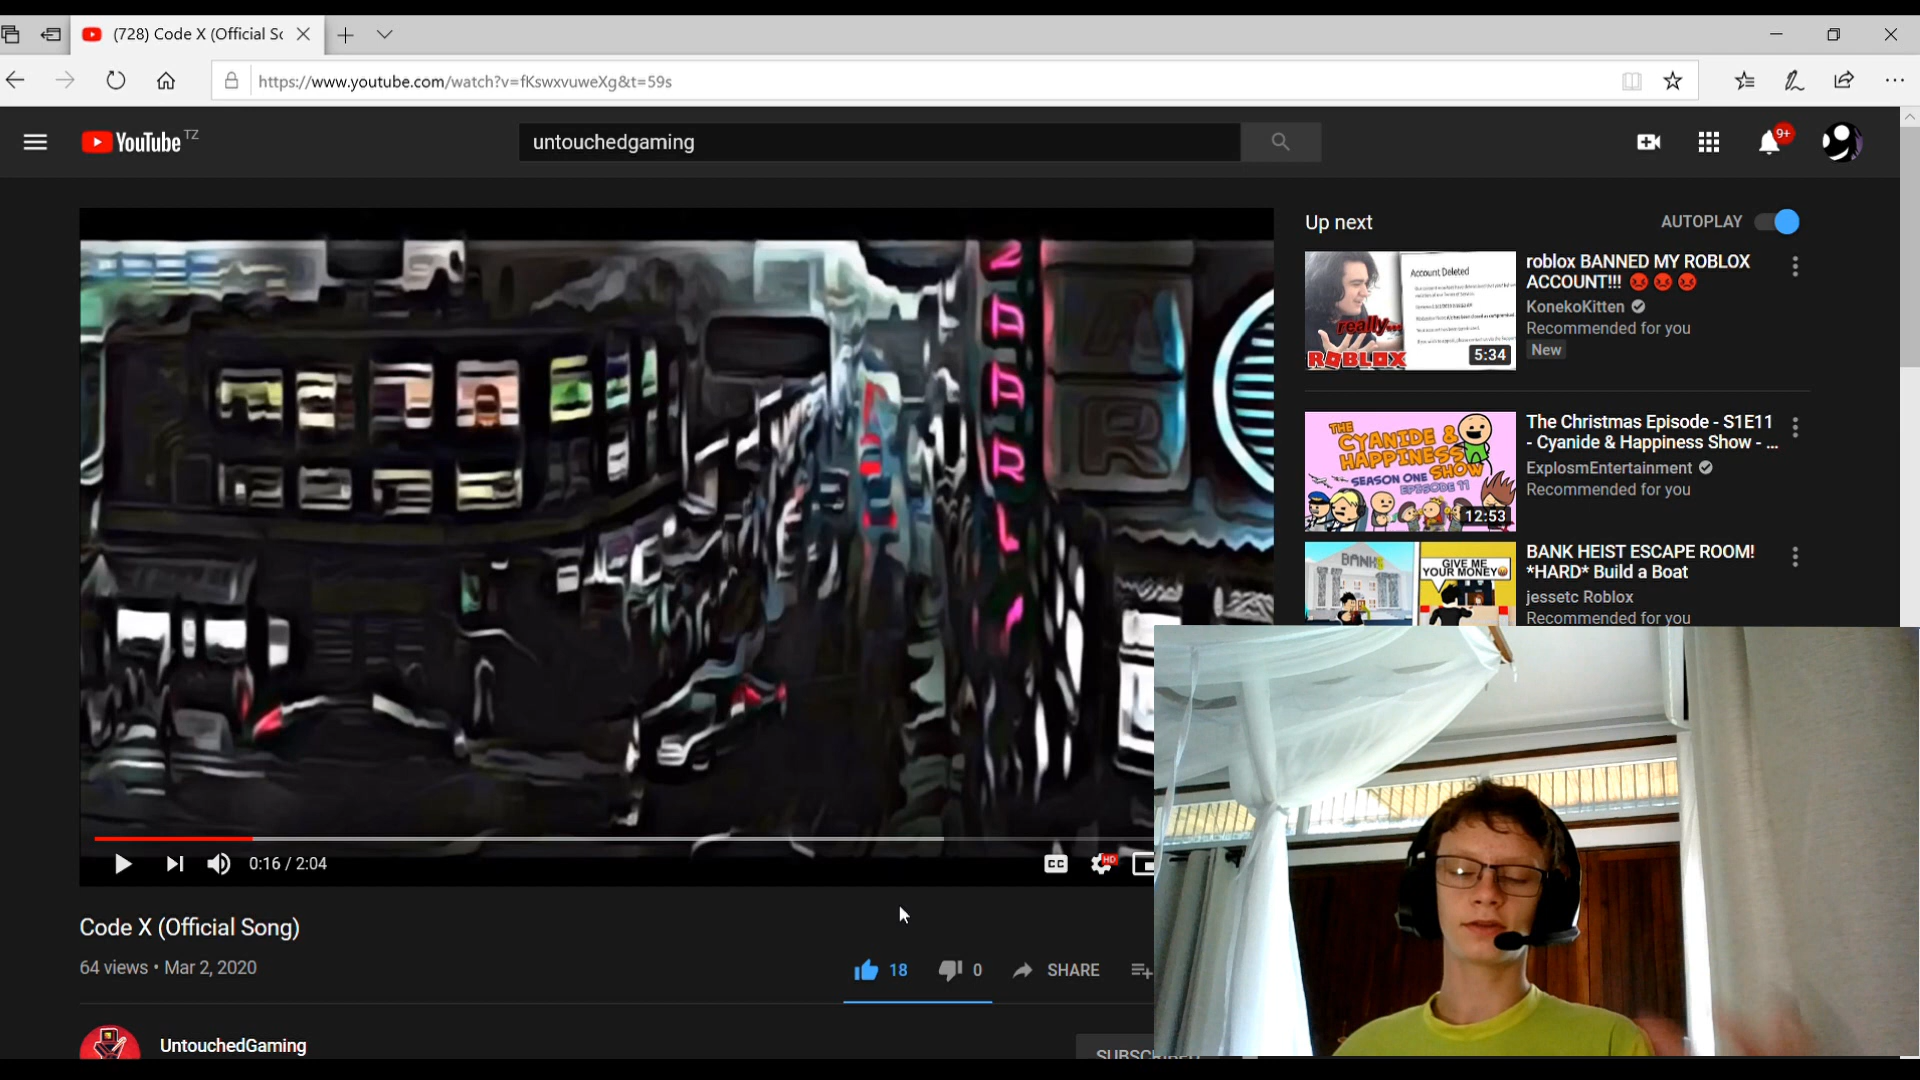 (728) Code X (Official So
https://www.youtube.com/watch?v=fKswxvuweXg&t=59s
YouTube TZ
untouchedgaming
9+
Up next
AUTOPLAY
Account Deleted
really...
ROBLOX
5:34
roblox BANNED MY ROBLOX
ACCOUNT!!!
KonekoKitten
Recommended for you
New
THE
CYANIDE &
HAPPINESS
SHOW
SEASON ONE EPISODE 11
12:53
The Christmas Episode - S1E11
- Cyanide & Happiness Show - ...
ExplosmEntertainment
Recommended for you
BANK
GIVE ME
YOUR MONEY
BANK HEIST ESCAPE ROOM!
*HARD* Build a Boat
jessetc Roblox
Recommended for you
0:16 / 2:04
CC
HD
Code X (Official Song)
64 views • Mar 2, 2020
18
0
SHARE
UntouchedGaming
SUBSCRIBED